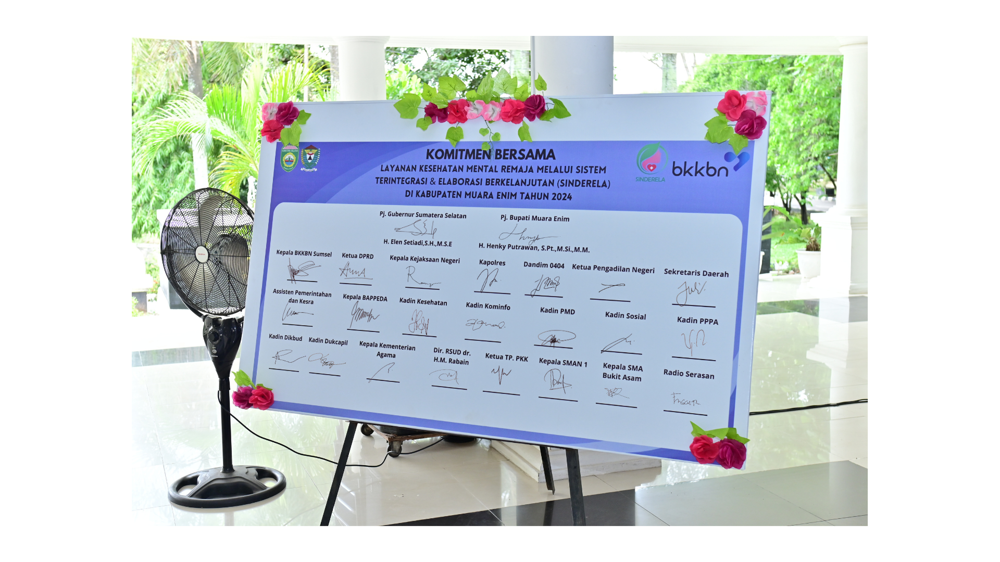 KOMITMEN BERSAMA
LAYANAN KESEHATAN MENTAL REMAJA MELALUI SISTEM
TERINTEGRASI & ELABORASI BERKELANJUTAN (SINDERELA)
DI KABUPATEN MUARA ENIM TAHUN 2024
SUMATERA SELATAN
SINDERELA
bkkbn
Pj. Gubernur Sumatera Selatan
Pj. Bupati Muara Enim
H. Elen Setiadi,S.H.,M.S.E
H. Henky Putrawan, S.Pt.,M.Si.,M.M.
Kepala BKKBN Sumsel
Ketua DPRD
Kepala Kejaksaan Negeri
Kapolres
Dandim 0404
Ketua Pengadilan Negeri
Sekretaris Daerah
Assisten Pemerintahan
dan Kesra
Kepala BAPPEDA
Kadin Kesehatan
Kadin Kominfo
Kadin PMD
Kadin Sosial
Kadin PPPA
Kadin Dikbud
Kadin Dukcapil
Kepala Kementerian
Agama
Dir. RSUD dr.
H.M. Rabain
Ketua TP. PKK
Kepala SMAN 1
Kepala SMA
Bukit Asam
Radio Serasan